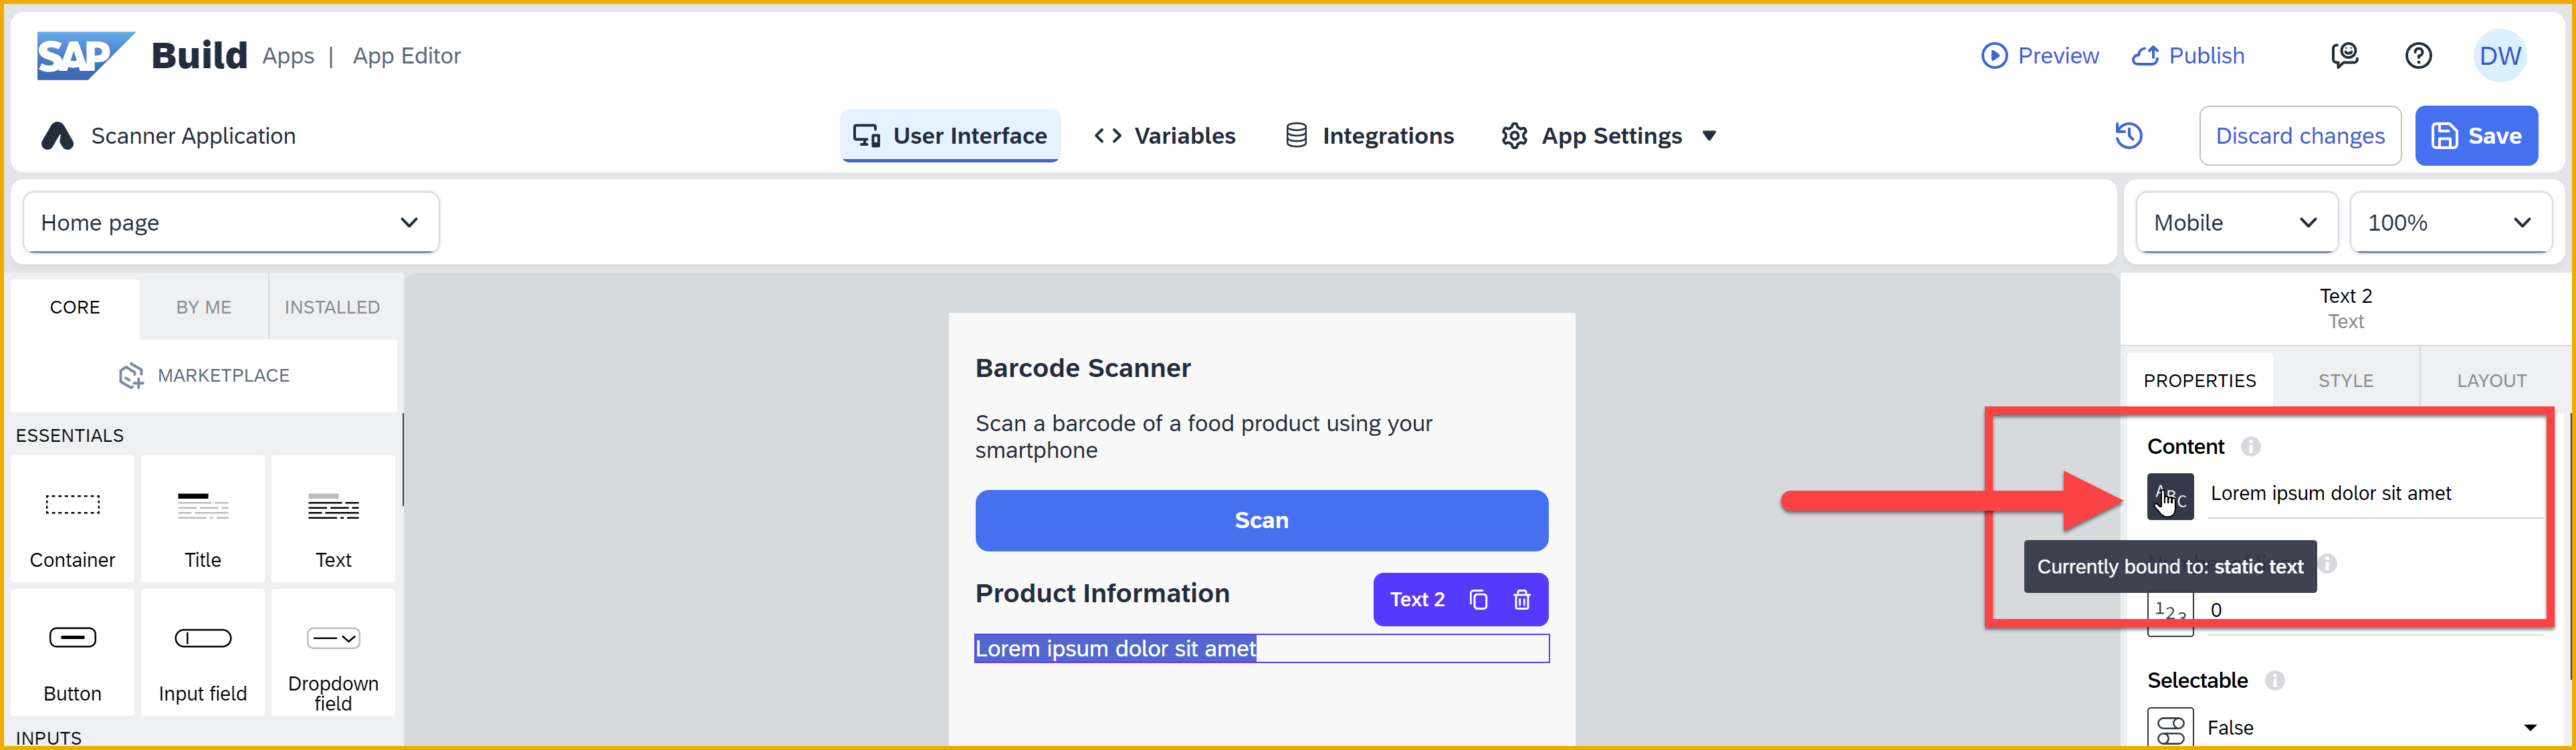 SAP Build Apps | App Editor
Preview
Publish
DW
Scanner Application
User Interface
Variables
Integrations
App Settings
Discard changes
Save
Home page
Mobile
100%
CORE
BY ME
INSTALLED
MARKETPLACE
ESSENTIALS
Container
Title
Text
Button
Input field
Dropdown
field
INPUTS
Barcode Scanner
Scan a barcode of a food product using your
smartphone
Scan
Product Information
Text 2
Lorem ipsum dolor sit amet
Text 2
Text
PROPERTIES
STYLE
LAYOUT
Content
ABC
Lorem ipsum dolor sit amet
Currently bound to: static text
123
0
Selectable
False